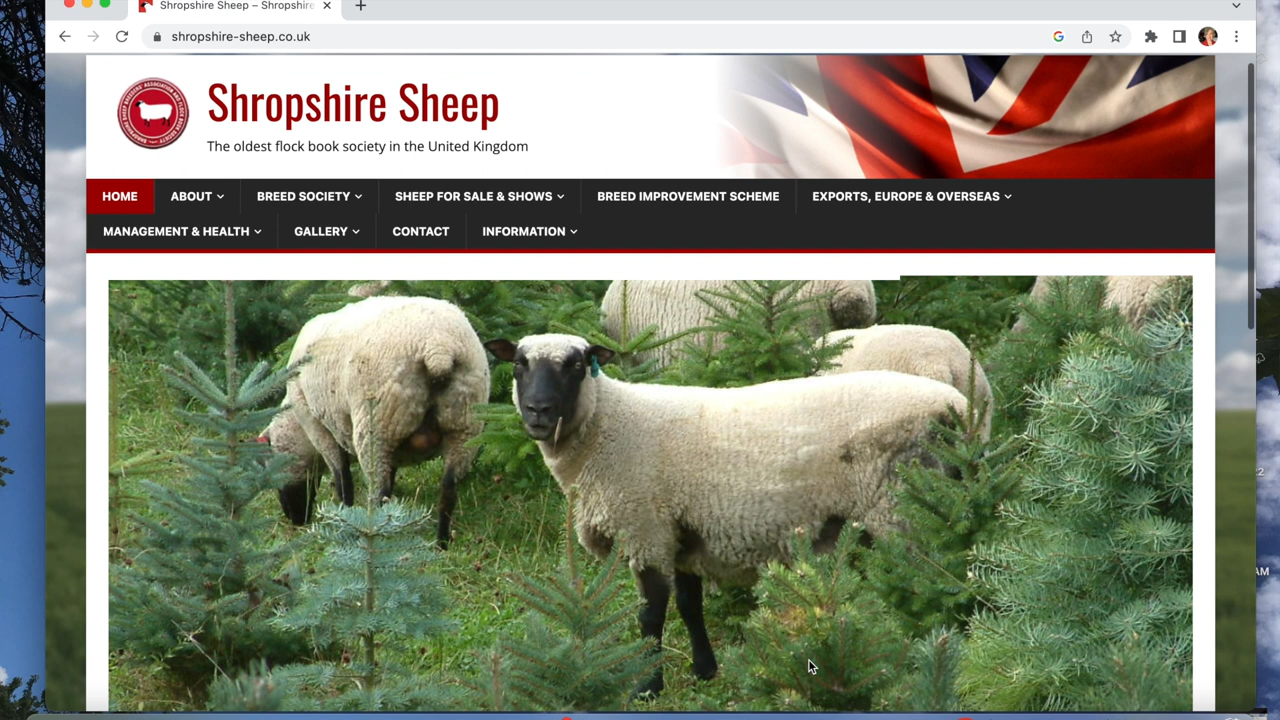 Shropshire Sheep – Shropshire
shropshire-sheep.co.uk
Shropshire Sheep
The oldest flock book society in the United Kingdom
HOME ABOUT BREED SOCIETY SHEEP FOR SALE & SHOWS BREED IMPROVEMENT SCHEME EXPORTS, EUROPE & OVERSEAS
MANAGEMENT & HEALTH GALLERY CONTACT INFORMATION
AM